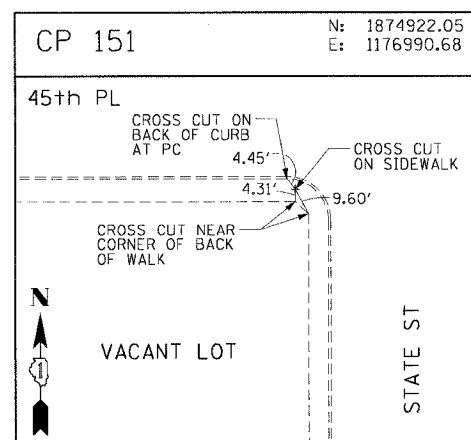 CP 151
N: 1874922.05
E: 1176990.68
45th PL
CROSS CUT ON
BACK OF CURB
AT PC
4.45'
CROSS CUT
ON SIDEWALK
4.31'
9.60'
CROSS CUT NEAR
CORNER OF BACK
OF WALK
N
1
VACANT LOT
STATE ST